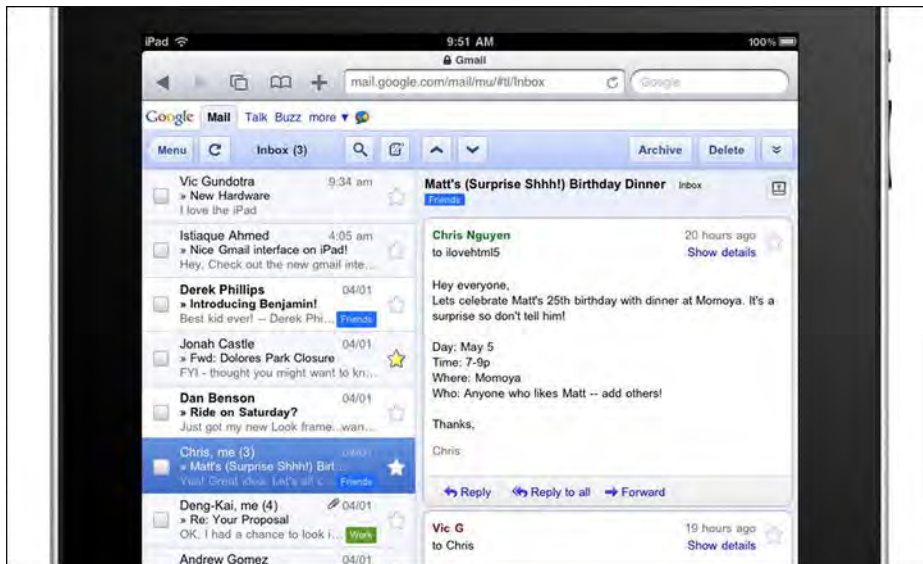 iPad
9:51 AM
100%
Gmail
mail.google.com/mail/mu/#tl/Inbox
Google
Google Mail Talk Buzz more ▼
Menu
Inbox (3)
Archive
Delete
Vic Gundotra 9:34 am
» New Hardware
I love the iPad
Istiaque Ahmed 4:05 am
» Nice Gmail interface on iPad!
Hey, Check out the new gmail inte...
Derek Phillips 04/01
» Introducing Benjamin!
Best kid ever! -- Derek Phi... Friends
Jonah Castle 04/01
» Fwd: Dolores Park Closure
FYI - thought you might want to kn...
Dan Benson 04/01
» Ride on Saturday?
Just got my new Look frame...wan...
Chris, me (3) 04/01
» Matt's (Surprise Shhh!) Birt...
Yes! Great idea. Let's all c... Friends
Deng-Kai, me (4) 04/01
» Re: Your Proposal
OK, I had a chance to look i... Work
Andrew Gomez 04/01
Matt's (Surprise Shhh!) Birthday Dinner Inbox
Friends
Chris Nguyen 20 hours ago
to ilovehtml5 Show details
Hey everyone,
Lets celebrate Matt's 25th birthday with dinner at Momoya. It's a
surprise so don't tell him!
Day: May 5
Time: 7-9p
Where: Momoya
Who: Anyone who likes Matt -- add others!
Thanks,
Chris
Reply Reply to all Forward
Vic G 19 hours ago
to Chris Show details